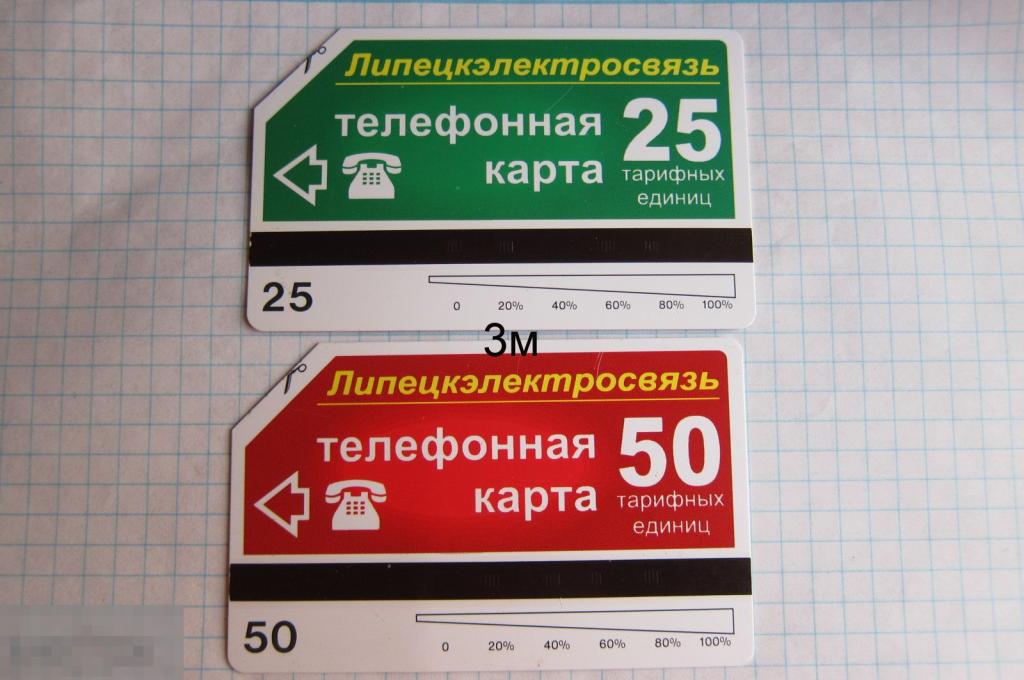 Липецкэлектросвязь
телефонная
карта
25
тарифных
единиц
25
0 20% 40% 60% 80% 100%
3м
Липецкэлектросвязь
телефонная
карта
50
тарифных
единиц
50
0 20% 40% 60% 80% 100%